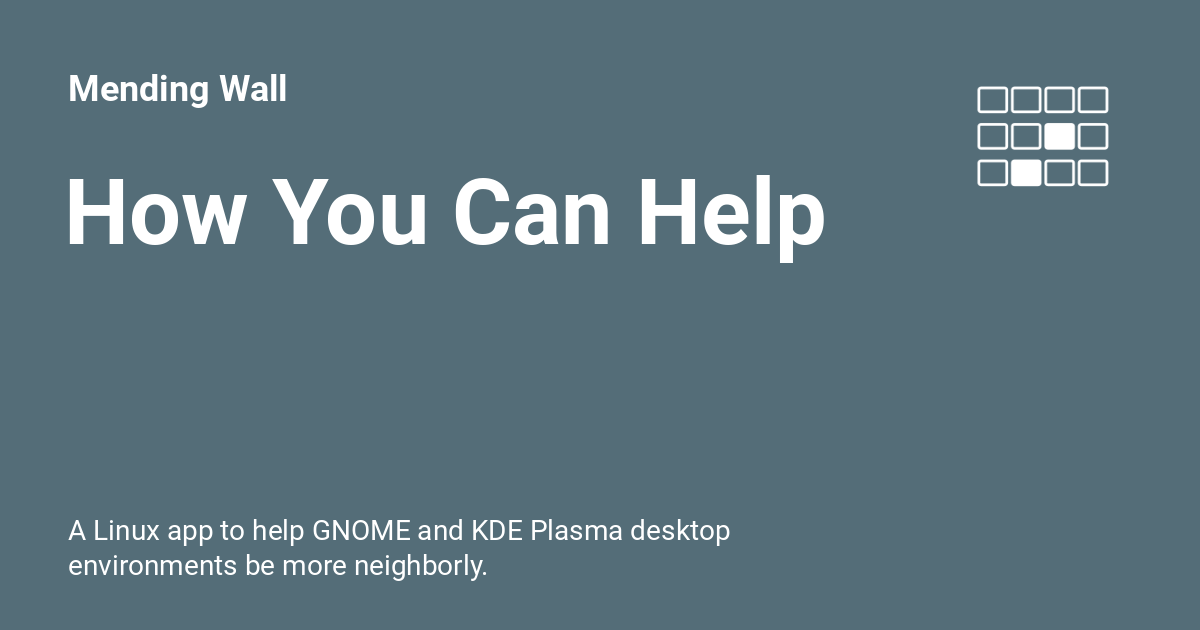 Mending Wall
How You Can Help
A Linux app to help GNOME and KDE Plasma desktop
environments be more neighborly.